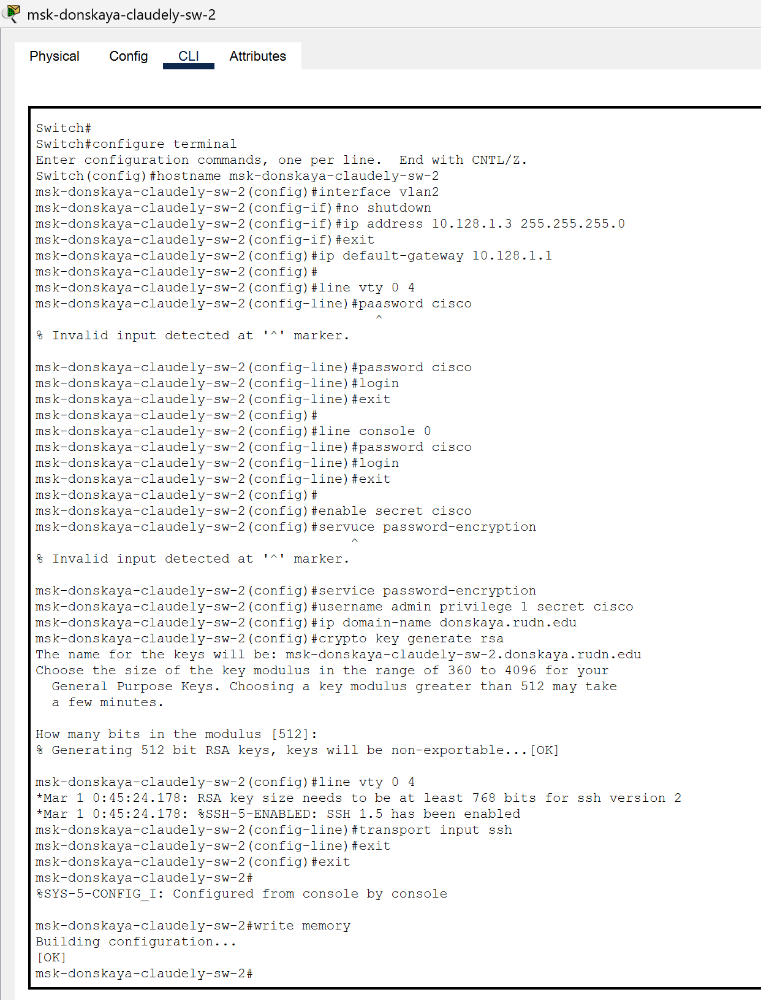 msk-donskaya-claudely-sw-2
Physical Config CLI Attributes
Switch#
Switch#configure terminal
Enter configuration commands, one per line.  End with CNTL/Z.
Switch(config)#hostname msk-donskaya-claudely-sw-2
msk-donskaya-claudely-sw-2(config)#interface vlan2
msk-donskaya-claudely-sw-2(config-if)#no shutdown
msk-donskaya-claudely-sw-2(config-if)#ip address 10.128.1.3 255.255.255.0
msk-donskaya-claudely-sw-2(config-if)#exit
msk-donskaya-claudely-sw-2(config)#ip default-gateway 10.128.1.1
msk-donskaya-claudely-sw-2(config)#
msk-donskaya-claudely-sw-2(config)#line vty 0 4
msk-donskaya-claudely-sw-2(config-line)#paasword cisco
^
% Invalid input detected at '^' marker.
msk-donskaya-claudely-sw-2(config-line)#password cisco
msk-donskaya-claudely-sw-2(config-line)#login
msk-donskaya-claudely-sw-2(config-line)#exit
msk-donskaya-claudely-sw-2(config)#
msk-donskaya-claudely-sw-2(config)#line console 0
msk-donskaya-claudely-sw-2(config-line)#password cisco
msk-donskaya-claudely-sw-2(config-line)#login
msk-donskaya-claudely-sw-2(config-line)#exit
msk-donskaya-claudely-sw-2(config)#
msk-donskaya-claudely-sw-2(config)#enable secret cisco
msk-donskaya-claudely-sw-2(config)#servuce password-encryption
^
% Invalid input detected at '^' marker.
msk-donskaya-claudely-sw-2(config)#service password-encryption
msk-donskaya-claudely-sw-2(config)#username admin privilege 1 secret cisco
msk-donskaya-claudely-sw-2(config)#ip domain-name donskaya.rudn.edu
msk-donskaya-claudely-sw-2(config)#crypto key generate rsa
The name for the keys will be: msk-donskaya-claudely-sw-2.donskaya.rudn.edu
Choose the size of the key modulus in the range of 360 to 4096 for your
General Purpose Keys. Choosing a key modulus greater than 512 may take
a few minutes.
How many bits in the modulus [512]:
% Generating 512 bit RSA keys, keys will be non-exportable...[OK]
msk-donskaya-claudely-sw-2(config)#line vty 0 4
*Mar 1 0:45:24.178: RSA key size needs to be at least 768 bits for ssh version 2
*Mar 1 0:45:24.178: %SSH-5-ENABLED: SSH 1.5 has been enabled
msk-donskaya-claudely-sw-2(config-line)#transport input ssh
msk-donskaya-claudely-sw-2(config-line)#exit
msk-donskaya-claudely-sw-2(config)#exit
msk-donskaya-claudely-sw-2#
%SYS-5-CONFIG_I: Configured from console by console
msk-donskaya-claudely-sw-2#write memory
Building configuration...
[OK]
msk-donskaya-claudely-sw-2#